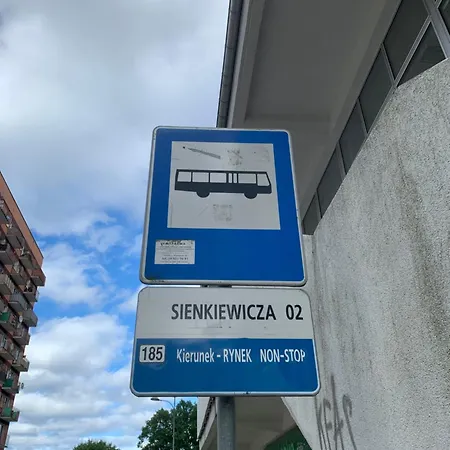 SIENKIEWICZA 02
185 Kierunek - RYNEK NON-STOP